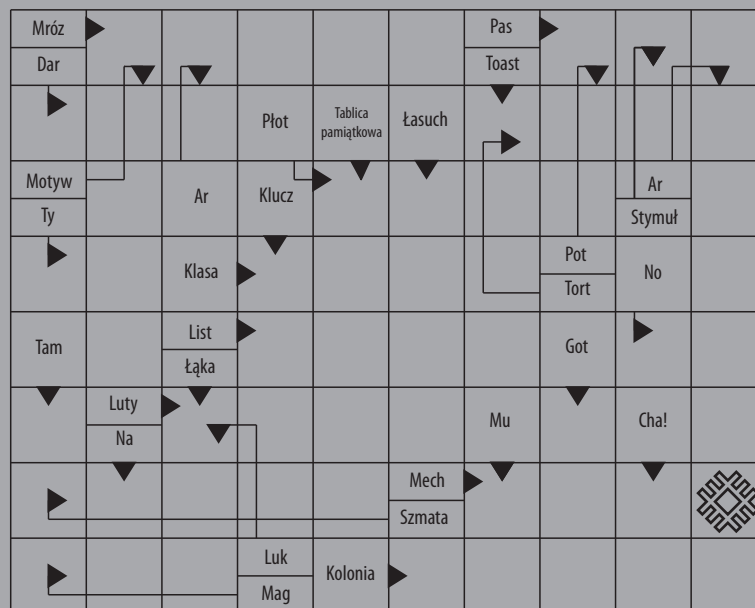 Mróz
Dar
Pas
Toast
Płot
Tablica
pamiątkowa
Łasuch
Motyw
Ty
Ar
Klucz
Ar
Stymuł
Klasa
Pot
Tort
No
Tam
List
Łąka
Got
Luty
Na
Mu
Cha!
Mech
Szmata
Luk
Mag
Kolonia